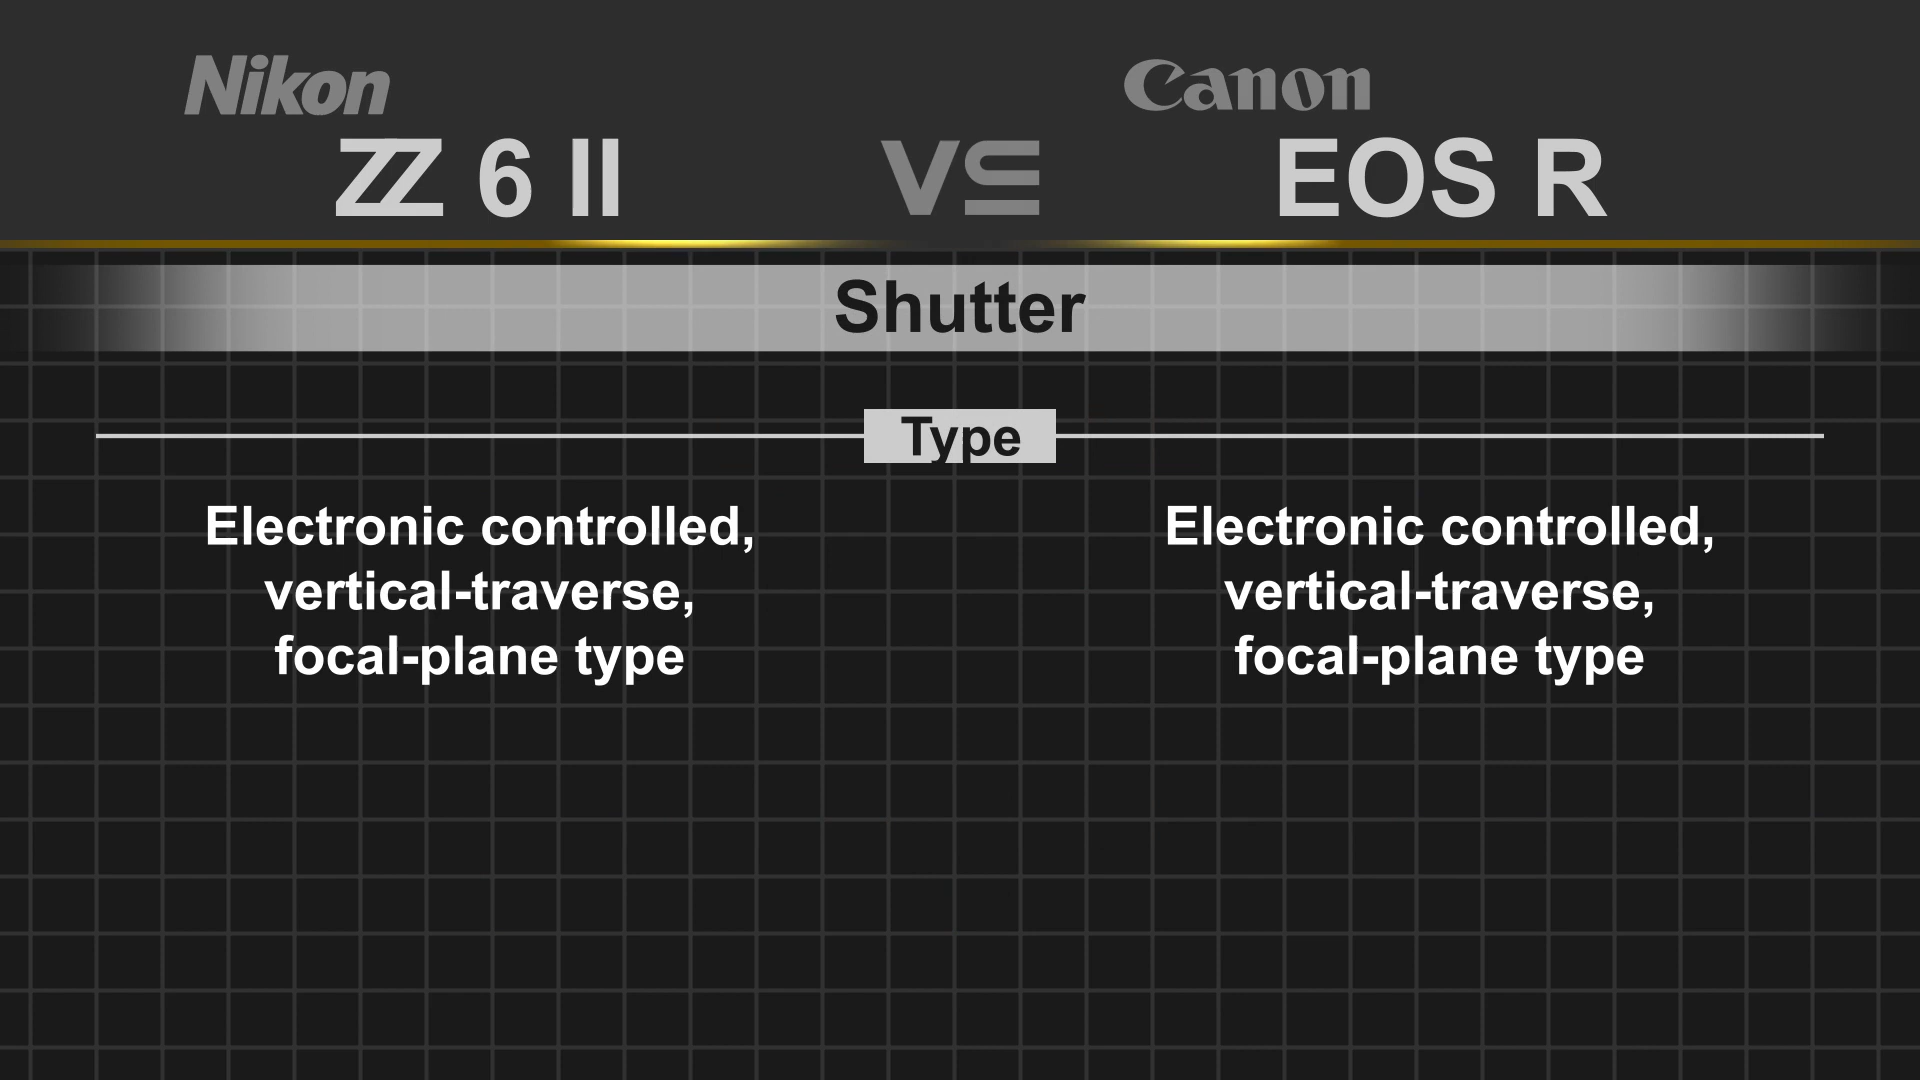 Nikon
Canon
ZZ 6 II
VS
EOS R
Shutter
Type
Electronic controlled,
vertical-traverse,
focal-plane type
Electronic controlled,
vertical-traverse,
focal-plane type